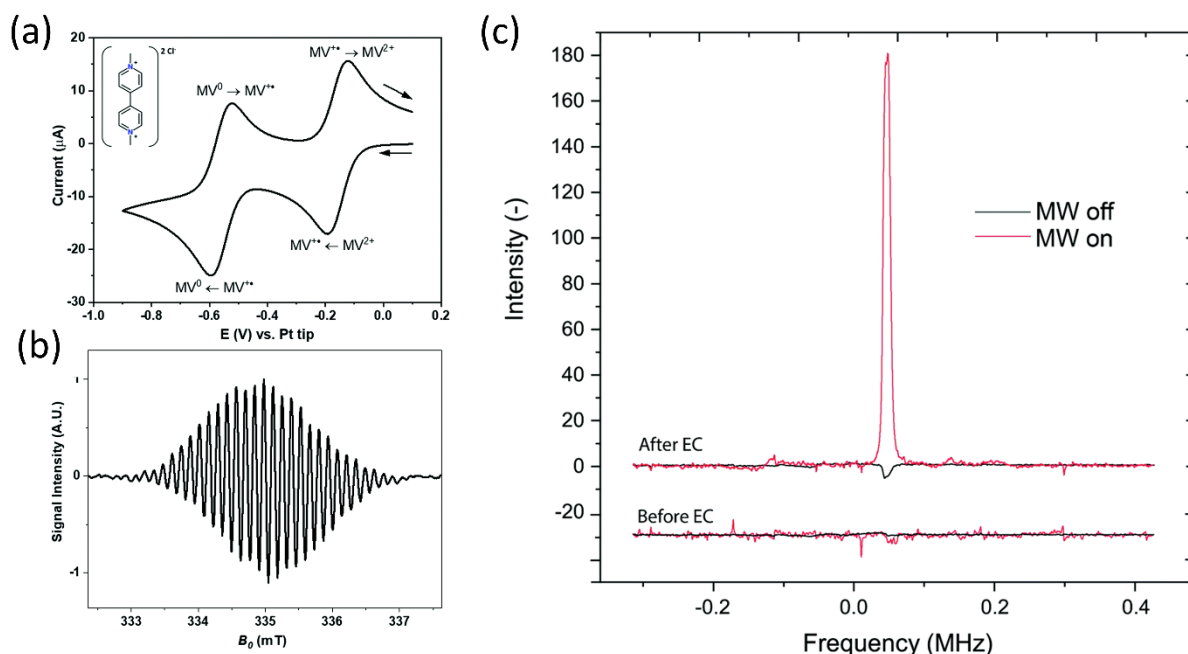 (a)
2 Cl⁻
N
N
MV⁺• → MV²⁺
MV⁰ → MV⁺•
MV⁺• ← MV²⁺
MV⁰ ← MV⁺•
20
10
0
-10
-20
-30
Current (μA)
-1.0 -0.8 -0.6 -0.4 -0.2 0.0 0.2
E (V) vs. Pt tip
(b)
1
0
-1
Signal Intensity (A.U.)
333 334 335 336 337
B₀ (mT)
(c)
180
160
140
120
100
80
60
40
20
0
-20
Intensity (-)
MW off
MW on
After EC
Before EC
-0.2 0.0 0.2 0.4
Frequency (MHz)